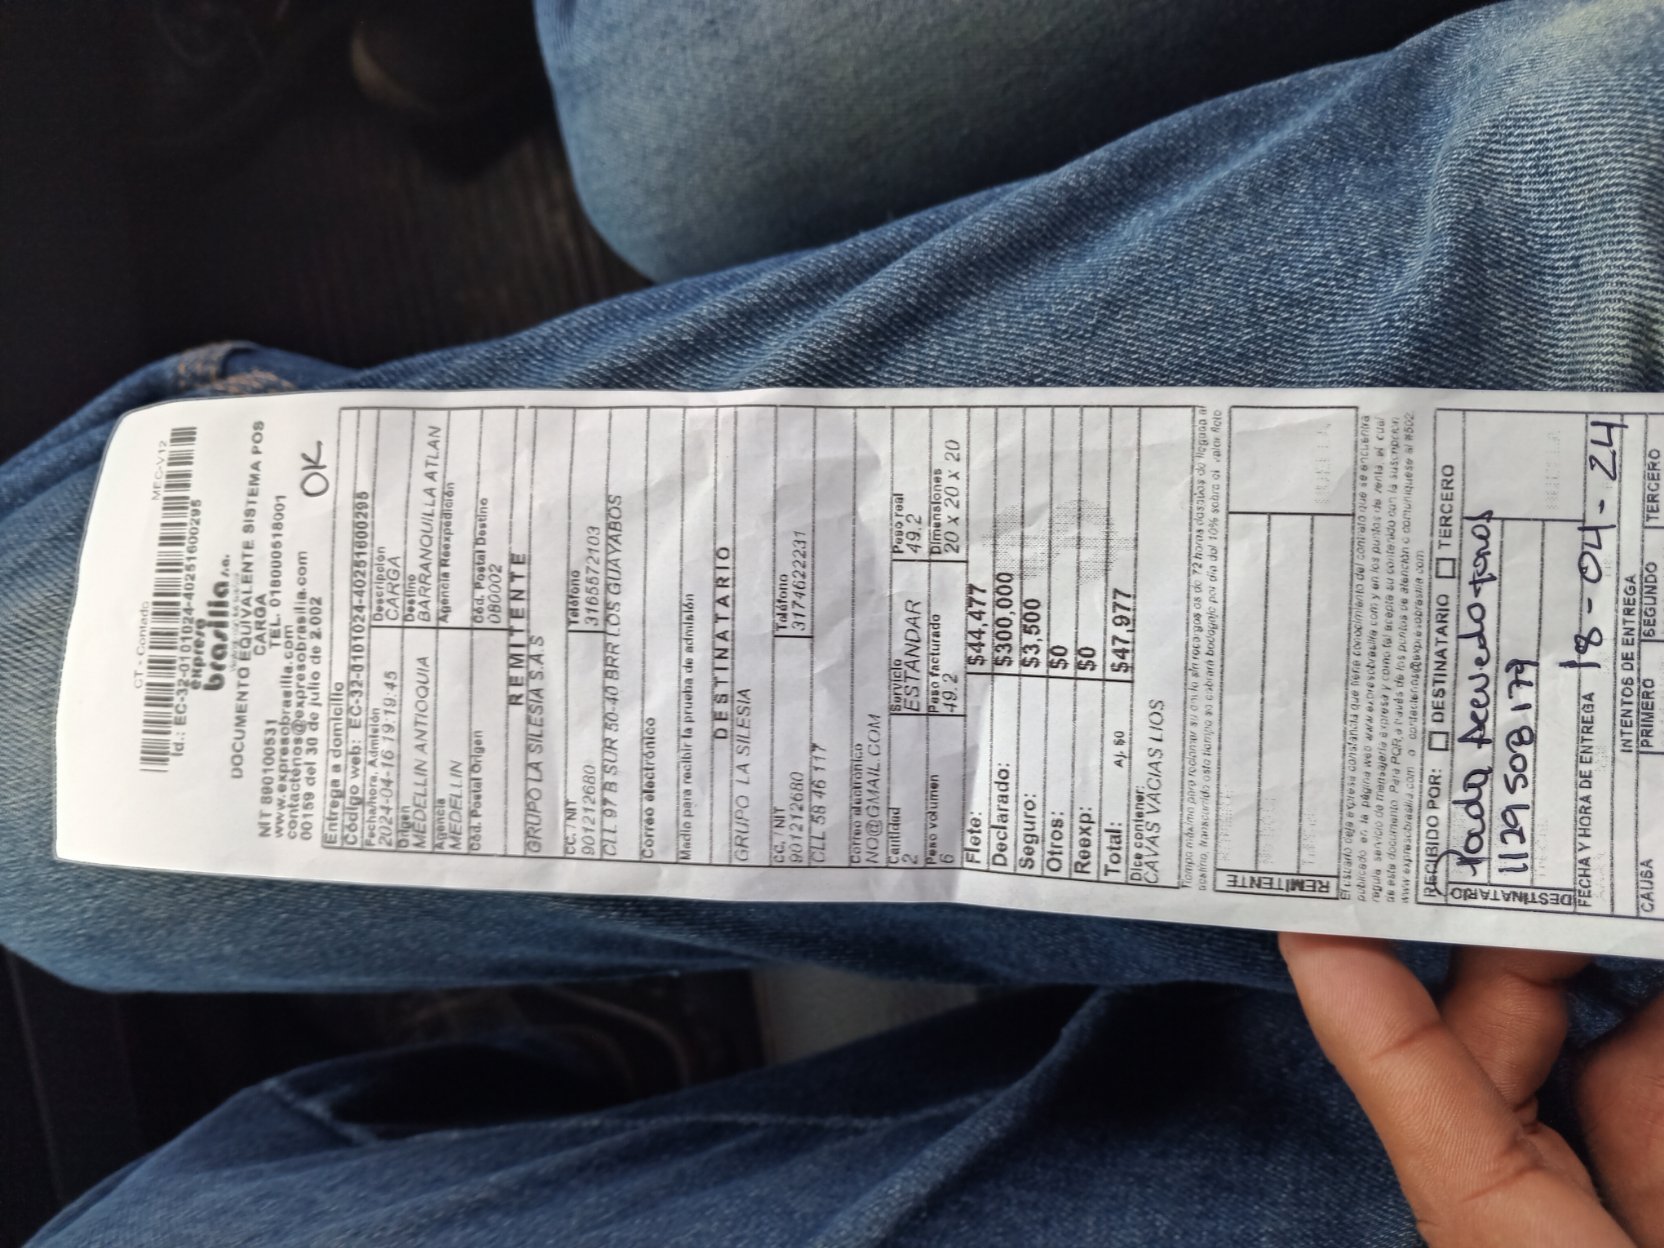 CT - Contado MEC-V12
Id.: EC-32-0101024-40251600295
expreso
brasilia s.a.
DOCUMENTO EQUIVALENTE SISTEMA POS
CARGA
NIT 890100531 TEL. 018000518001
www.expresobrasilia.com
contactenos@expresobrasilia.com
00159 del 30 de julio de 2.002
OK
Entrega a domicilio
Código web: EC-32-0101024-40251600295
Fecha/hora. Admisión Descripción
2024-04-16 19:19:45 CARGA
Origen Destino
MEDELLIN ANTIOQUIA BARRANQUILLA ATLAN
Agencia Agencia Reexpedición
MEDELLIN
Cód. Postal Origen Cód. Postal Destino
080002
REMITENTE
GRUPO LA SILESIA S.A.S
CC. / NIT Teléfono
901212680 3165572103
CLL 97 B SUR 50-40 BRR LOS GUAYABOS
Correo electrónico
Medio para recibir la prueba de admisión
DESTINATARIO
GRUPO LA SILESIA
CC. / NIT Teléfono
901212680 3174622231
CLL 58 46 117
Correo electrónico
NO@GMAIL.COM
Cantidad Servicio Peso real
2 ESTANDAR 49.2
Peso volumen Peso facturado Dimensiones
6 49.2 20 x 20 x 20
Flete: $44,477
Declarado: $300,000
Seguro: $3,500
Otros: $0
Reexp: $0
Total: Aj. $0 $47,977
Dice contener:
CAVAS VACIAS LIOS
REMITENTE
RECIBIDO POR: DESTINATARIO TERCERO
DESTINATARIO
Acevedo
1129508179
FECHA Y HORA DE ENTREGA 18-04-24
INTENTOS DE ENTREGA
CAUSA PRIMERO SEGUNDO TERCERO